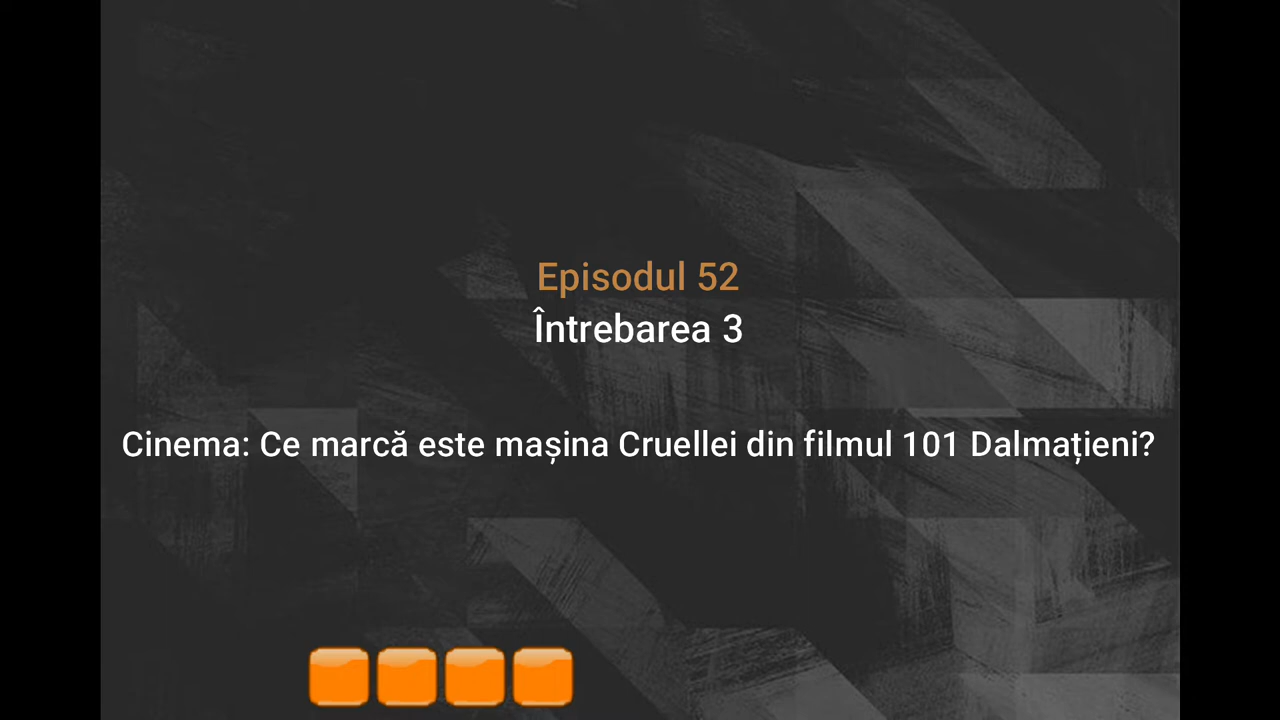 Episodul 52
Întrebarea 3
Cinema: Ce marcă este mașina Cruellei din filmul 101 Dalmațieni?